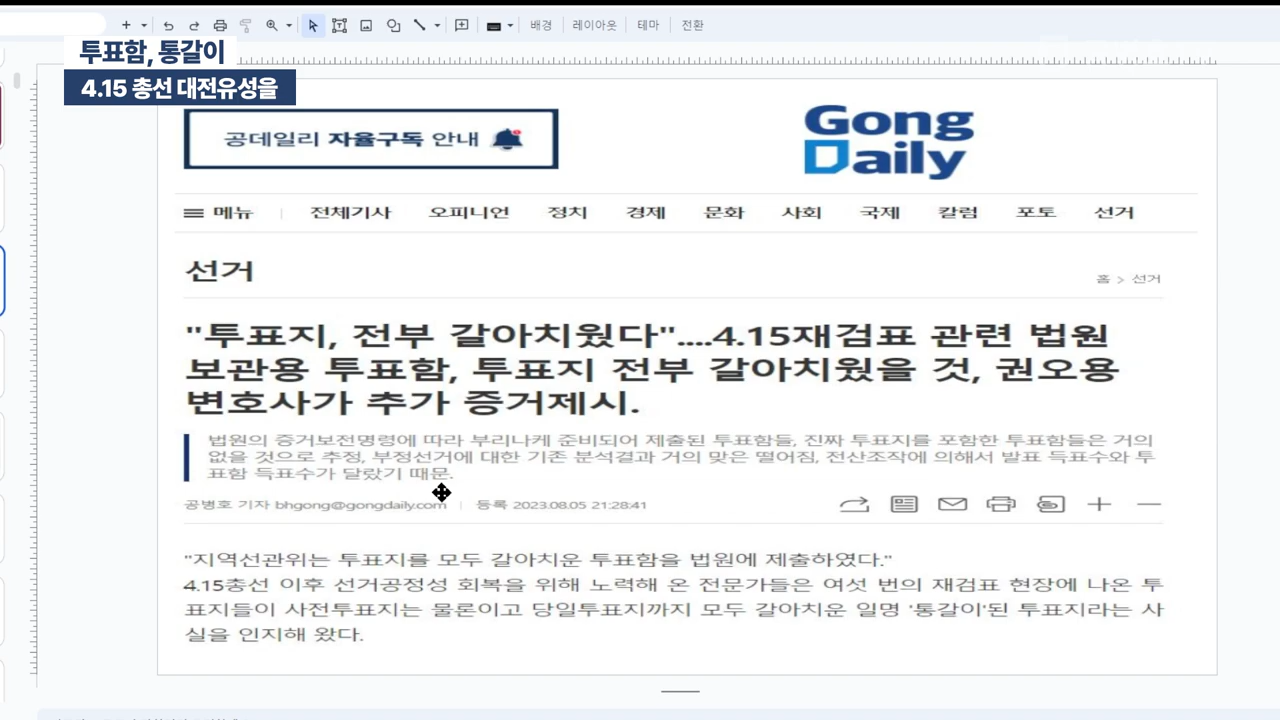 배경 레이아웃 테마 전환
투표함, 통갈이
4.15 총선 대전유성을
공데일리 자율구독 안내
Gong
Daily
메뉴 전체기사 오피니언 정치 경제 문화 사회 국제 칼럼 포토 선거
선거
홈 > 선거
"투표지, 전부 갈아치웠다"....4.15재검표 관련 법원
보관용 투표함, 투표지 전부 갈아치웠을 것, 권오용
변호사가 추가 증거제시.
법원의 증거보전명령에 따라 부리나케 준비되어 제출된 투표함들, 진짜 투표지를 포함한 투표함들은 거의
없을 것으로 추정, 부정선거에 대한 기존 분석결과 거의 맞은 떨어짐, 전산조작에 의해서 발표 득표수와 투
표함 득표수가 달랐기 때문.
공병호 기자 bhgong@gongdaily.com 등록 2023.08.05 21:28:41
"지역선관위는 투표지를 모두 갈아치운 투표함을 법원에 제출하였다."
4.15총선 이후 선거공정성 회복을 위해 노력해 온 전문가들은 여섯 번의 재검표 현장에 나온 투
표지들이 사전투표지는 물론이고 당일투표지까지 모두 갈아치운 일명 '통갈이'된 투표지라는 사
실을 인지해 왔다.